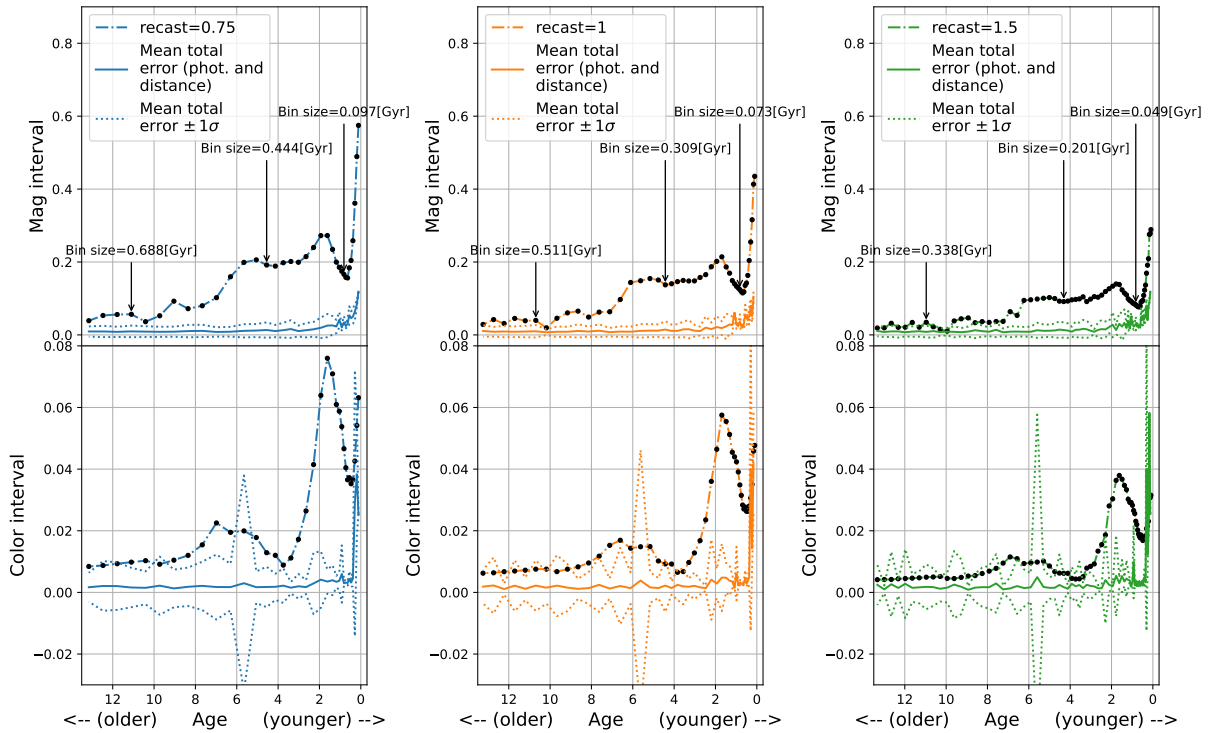 recast=0.75
Mean total
error (phot. and
distance)
Mean total
error ± 1σ
Bin size=0.097[Gyr]
Bin size=0.444[Gyr]
Bin size=0.688[Gyr]
Mag interval
0.8
0.6
0.4
0.2
0.0
Color interval
0.08
0.06
0.04
0.02
0.00
−0.02
12 10 8 6 4 2 0
<-- (older) Age (younger) -->
recast=1
Mean total
error (phot. and
distance)
Mean total
error ± 1σ
Bin size=0.073[Gyr]
Bin size=0.309[Gyr]
Bin size=0.511[Gyr]
Mag interval
0.8
0.6
0.4
0.2
0.0
Color interval
0.08
0.06
0.04
0.02
0.00
−0.02
12 10 8 6 4 2 0
<-- (older) Age (younger) -->
recast=1.5
Mean total
error (phot. and
distance)
Mean total
error ± 1σ
Bin size=0.049[Gyr]
Bin size=0.201[Gyr]
Bin size=0.338[Gyr]
Mag interval
0.8
0.6
0.4
0.2
0.0
Color interval
0.08
0.06
0.04
0.02
0.00
−0.02
12 10 8 6 4 2 0
<-- (older) Age (younger) -->